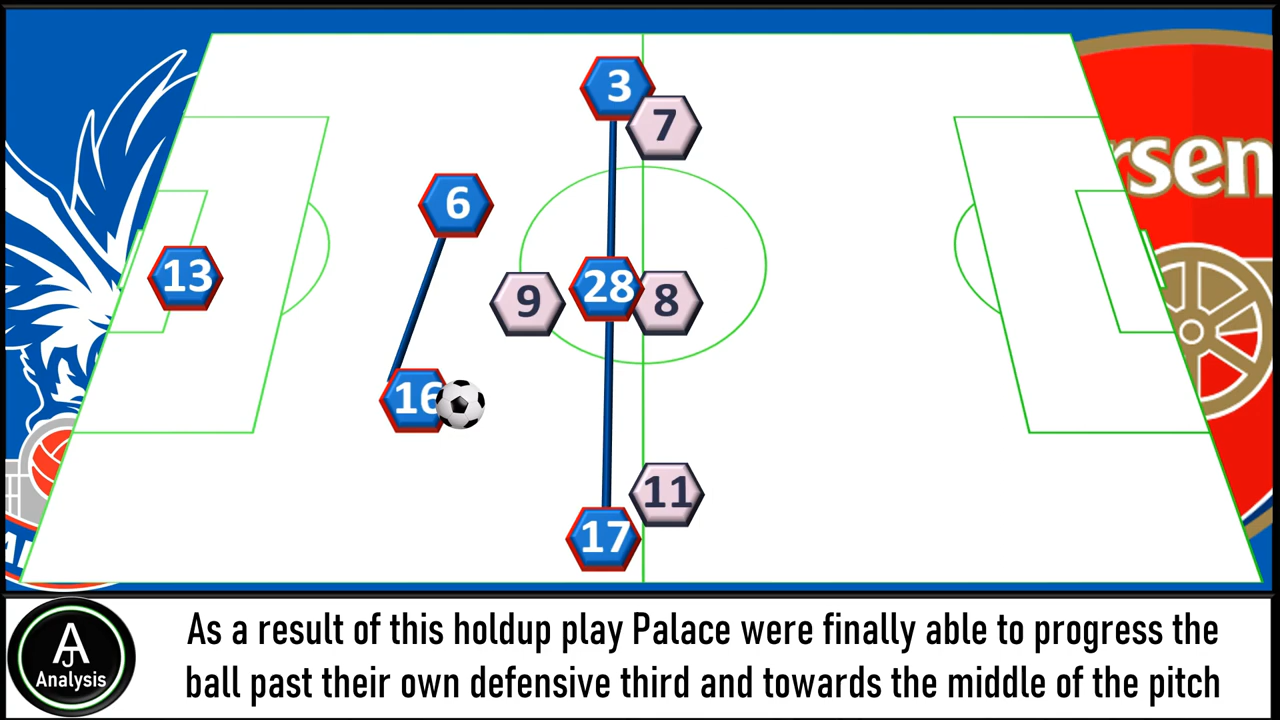 3
7
rsen
6
13
28
9
8
16
11
17
AJ
Analysis
As a result of this holdup play Palace were finally able to progress the
ball past their own defensive third and towards the middle of the pitch